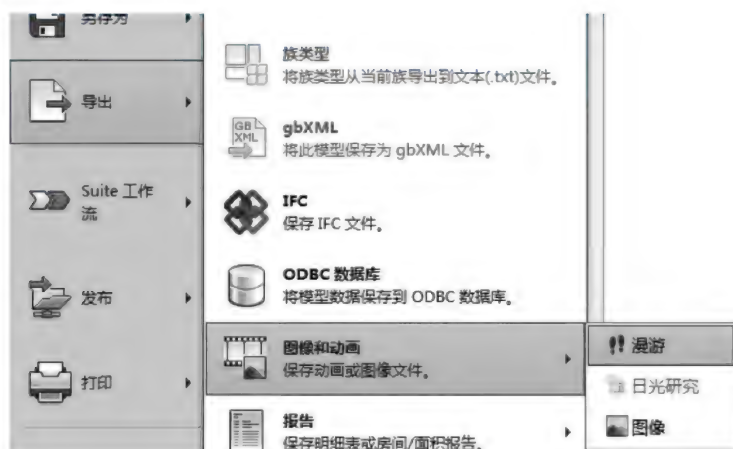 另存为
导出
Suite 工作
流
发布
打印
族类型
将族类型从当前族导出到文本(.txt)文件。
GB
XML
gbXML
将此模型保存为 gbXML 文件。
IFC
保存 IFC 文件。
ODBC 数据库
将模型数据保存到 ODBC 数据库。
图像和动画
保存动画或图像文件。
报告
保存明细表或房间/面积报告。
漫游
日光研究
图像